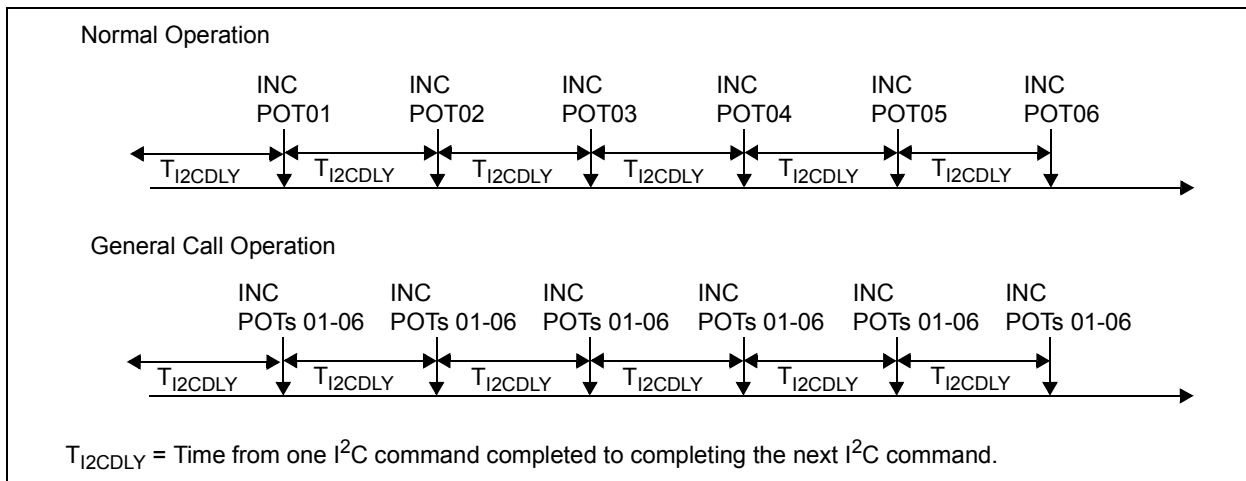 Normal Operation
INC INC INC INC INC INC
POT01 POT02 POT03 POT04 POT05 POT06
TI2CDLY TI2CDLY TI2CDLY TI2CDLY TI2CDLY TI2CDLY
General Call Operation
INC INC INC INC INC INC
POTs 01-06 POTs 01-06 POTs 01-06 POTs 01-06 POTs 01-06 POTs 01-06
TI2CDLY TI2CDLY TI2CDLY TI2CDLY TI2CDLY TI2CDLY
TI2CDLY = Time from one I²C command completed to completing the next I²C command.